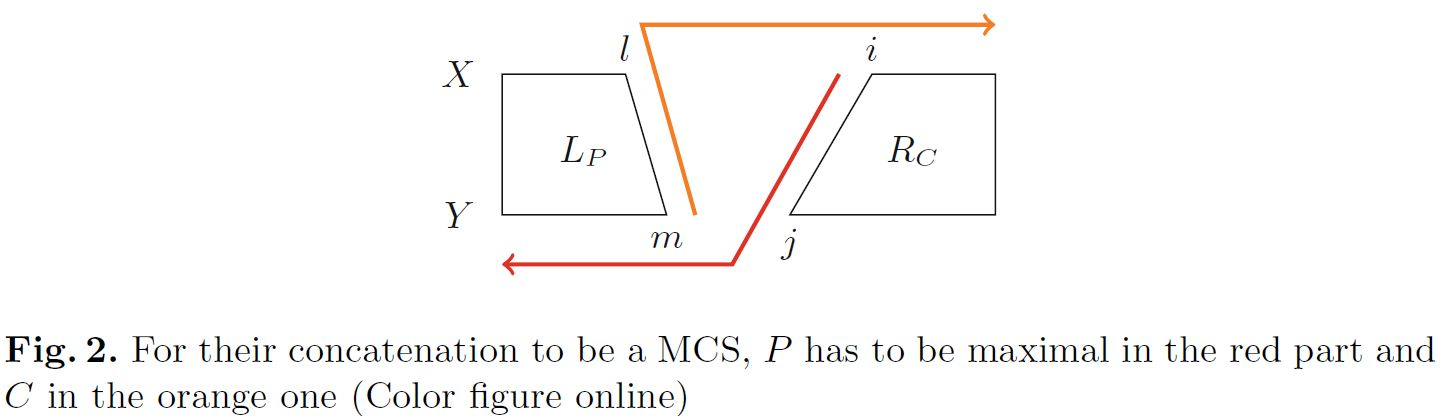 l i
X
L_P R_C
Y
m j
Fig. 2. For their concatenation to be a MCS, P has to be maximal in the red part and
C in the orange one (Color figure online)